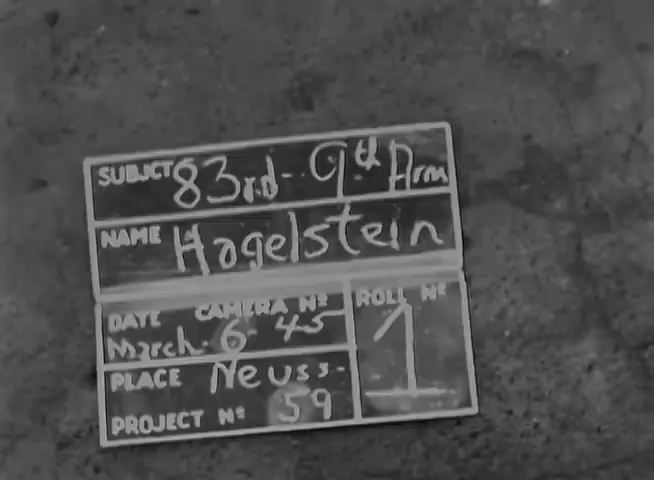 SUBJCT 83rd - 9th Arm
NAME Hagelstein
DATE CAMERA Nº ROLL Nº
March 6 45 1
PLACE Neuss-
PROJECT Nº 59